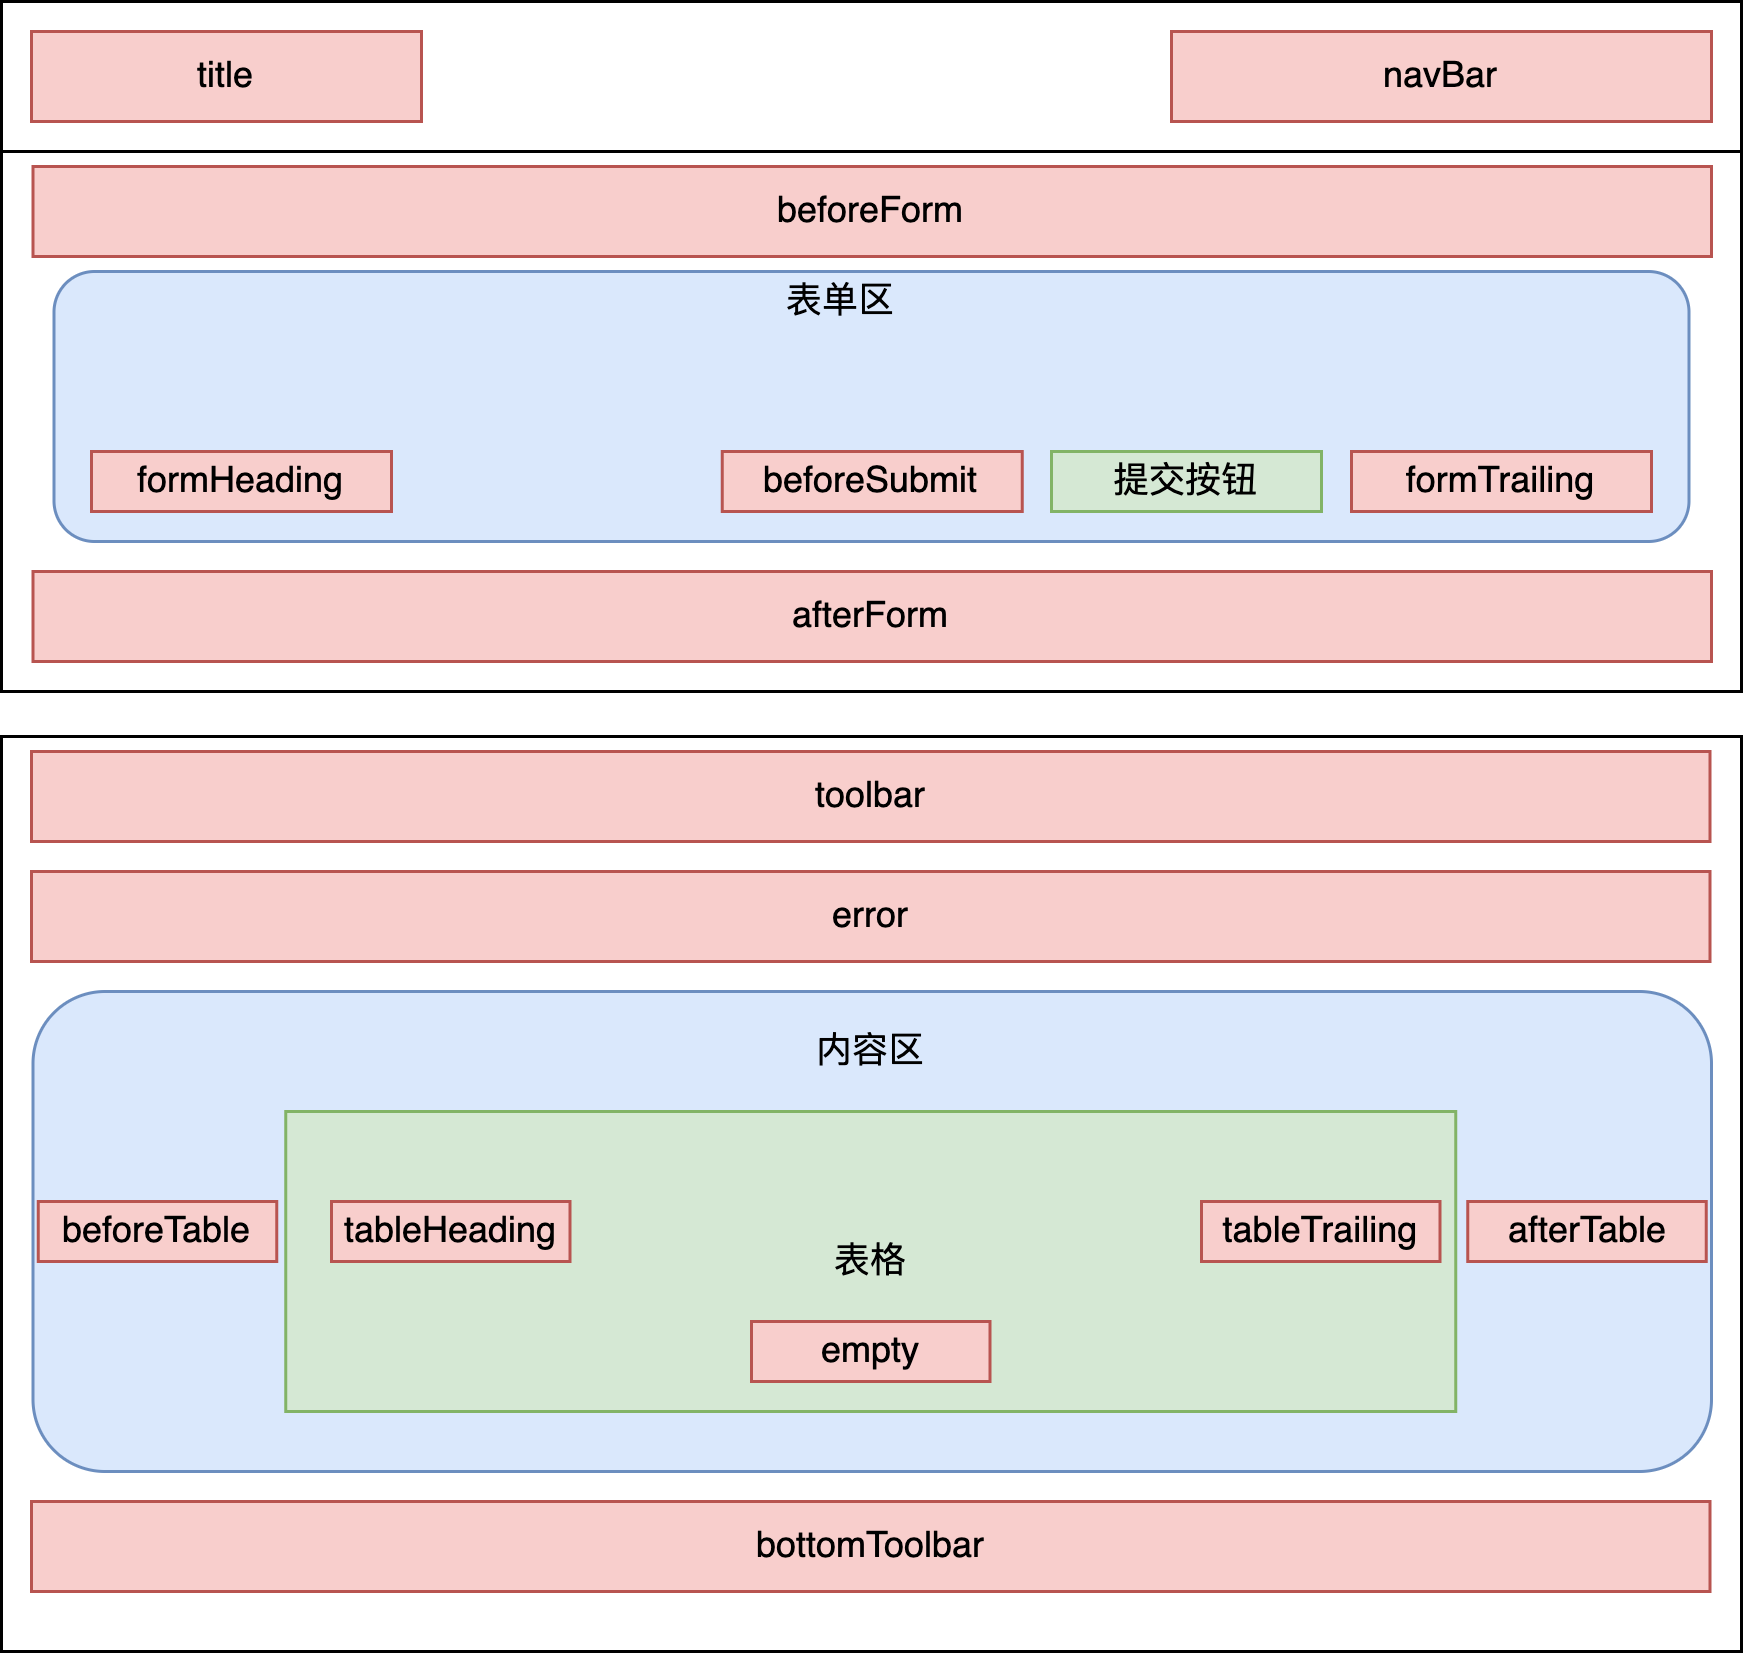 title
navBar
beforeForm
表单区
formHeading
beforeSubmit
提交按钮
formTrailing
afterForm
toolbar
error
内容区
beforeTable
tableHeading
表格
tableTrailing
afterTable
empty
bottomToolbar